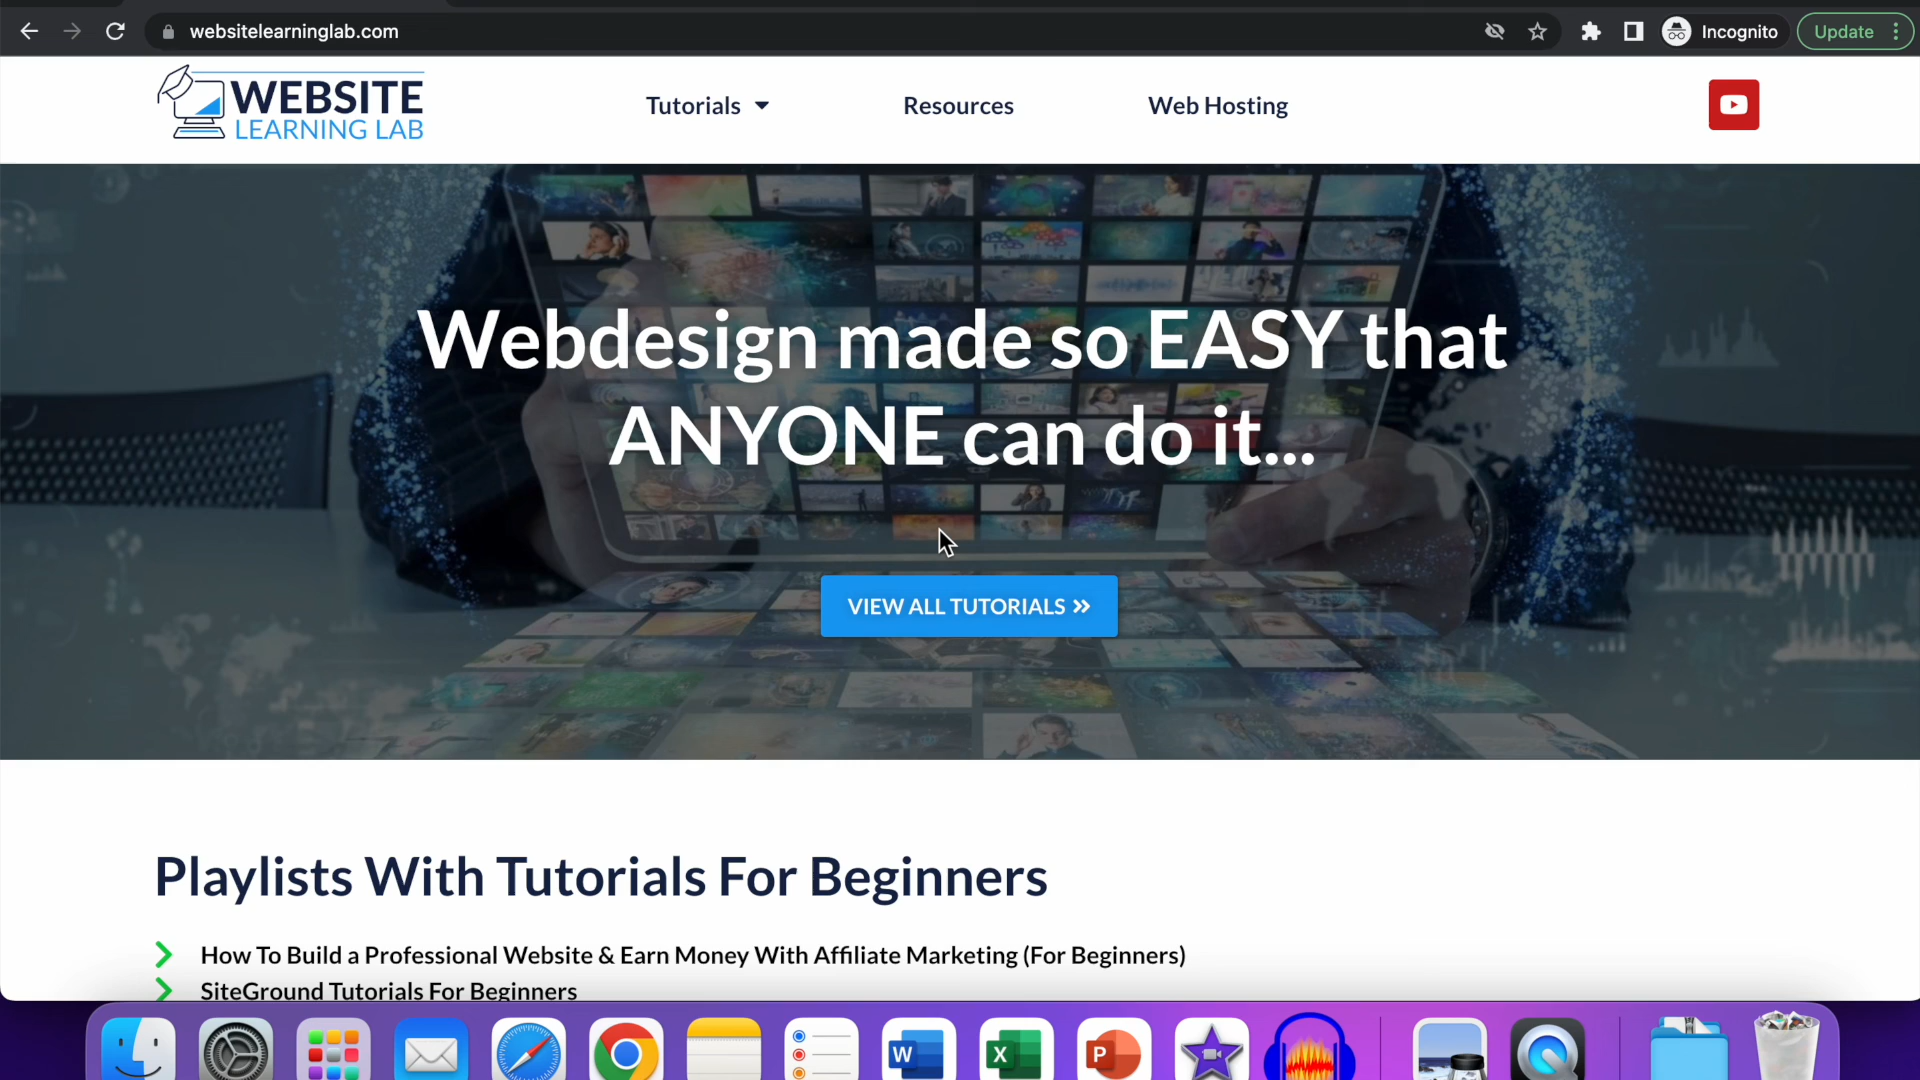 websitelearninglab.com
Incognito
Update
WEBSITE
LEARNING LAB
Tutorials
Resources
Web Hosting
Webdesign made so EASY that
ANYONE can do it...
VIEW ALL TUTORIALS »
Playlists With Tutorials For Beginners
How To Build a Professional Website & Earn Money With Affiliate Marketing (For Beginners)
SiteGround Tutorials For Beginners
W
X
P